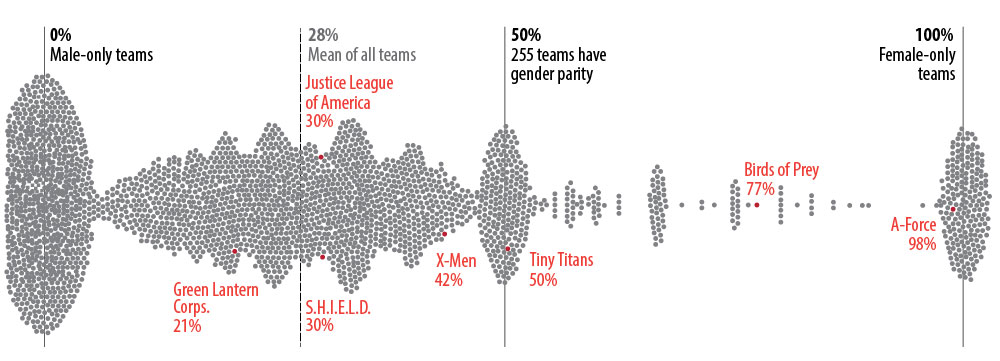 0%
Male-only teams
28%
Mean of all teams
50%
255 teams have
gender parity
100%
Female-only
teams
Justice League
of America
30%
Birds of Prey
77%
A-Force
98%
X-Men
42%
Tiny Titans
50%
Green Lantern
Corps.
21%
S.H.I.E.L.D.
30%